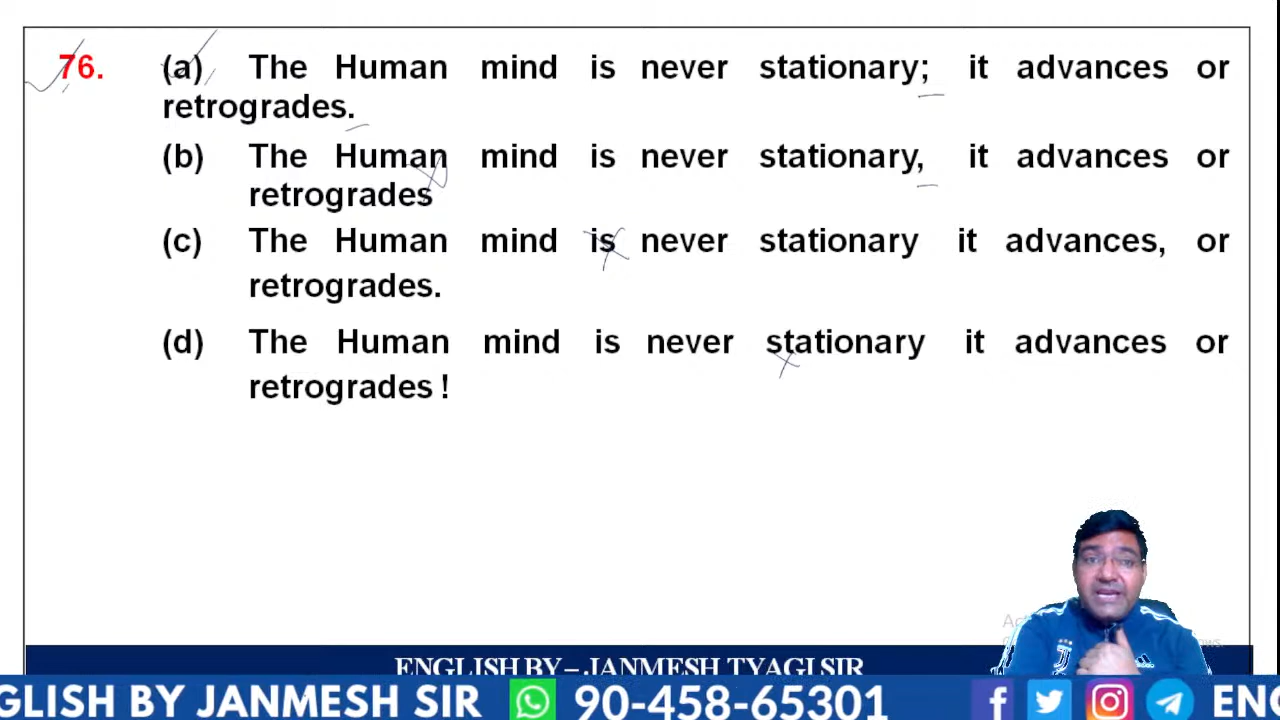 76. (a) The Human mind is never stationary; it advances or
retrogrades.
(b) The Human mind is never stationary, it advances or
retrogrades
(c) The Human mind is never stationary it advances, or
retrogrades.
(d) The Human mind is never stationary it advances or
retrogrades !
ENGLISH BY – JANMESH TYAGI SIR
GLISH BY JANMESH SIR 90-458-65301 ENG